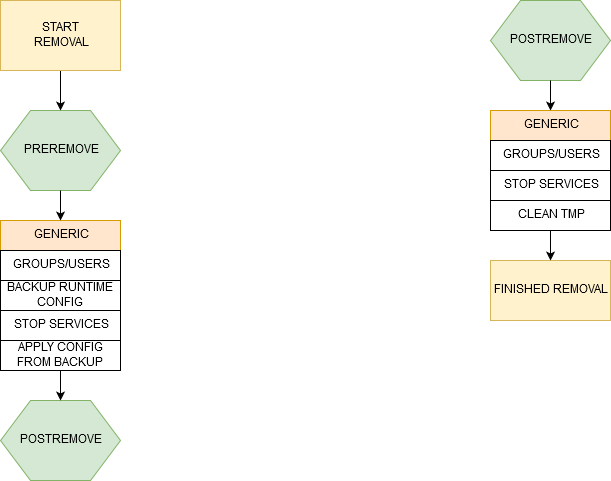 START
REMOVAL
PREREMOVE
GENERIC
GROUPS/USERS
BACKUP RUNTIME
CONFIG
STOP SERVICES
APPLY CONFIG
FROM BACKUP
POSTREMOVE
POSTREMOVE
GENERIC
GROUPS/USERS
STOP SERVICES
CLEAN TMP
FINISHED REMOVAL